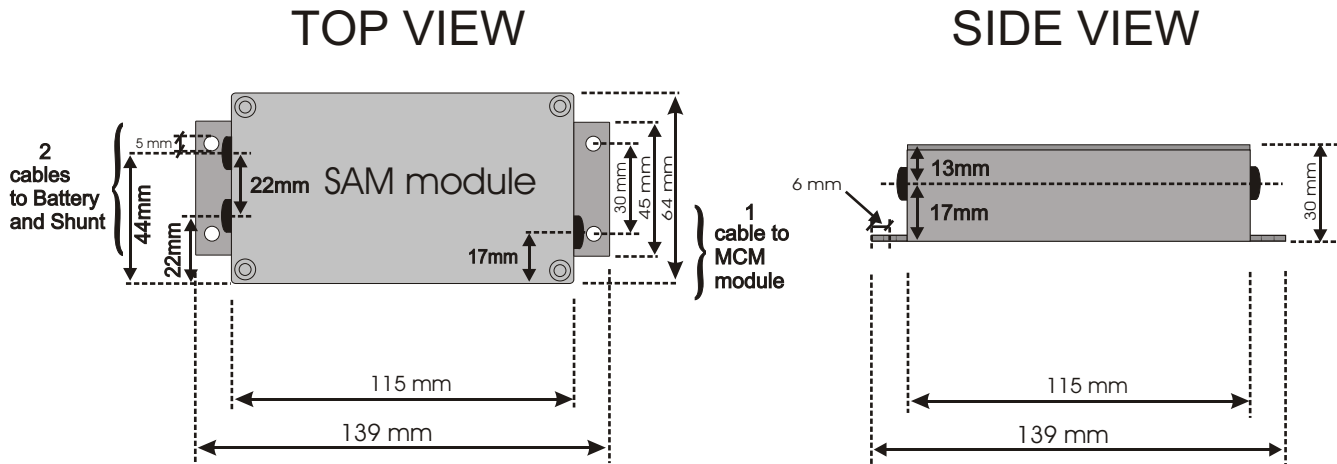 TOP VIEW
SIDE VIEW
2
cables
to Battery
and Shunt
5 mm
44mm
22mm
22mm
SAM module
17mm
30 mm
45 mm
64 mm
1
cable to
MCM
module
115 mm
139 mm
6 mm
13mm
17mm
30 mm
115 mm
139 mm